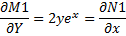 ∂M1/∂Y = 2ye^x = ∂N1/∂x